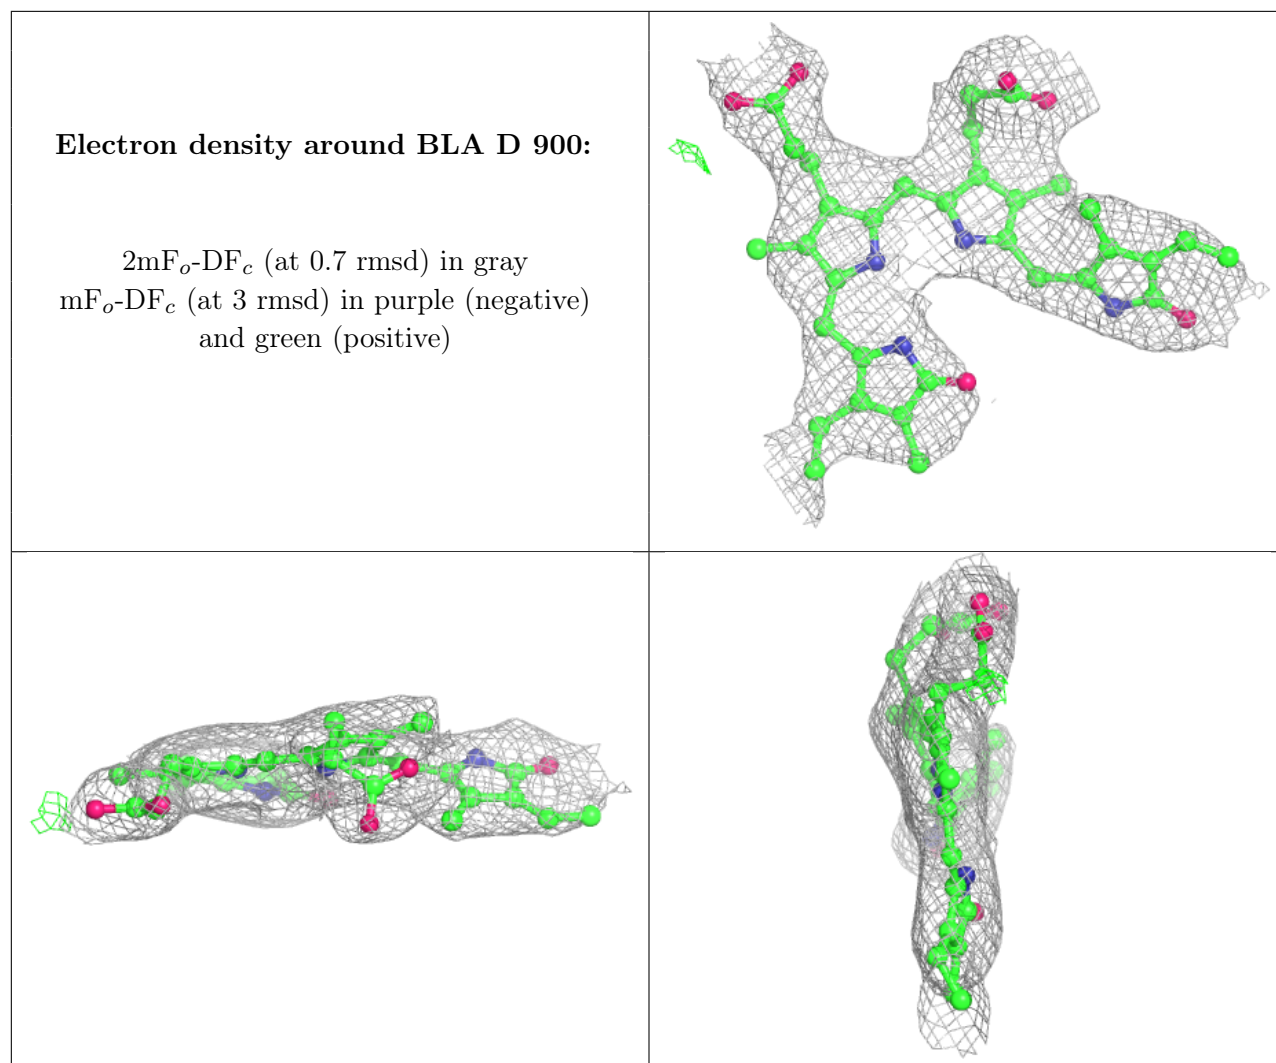 Electron density around BLA D 900:
2mFo-DFc (at 0.7 rmsd) in gray
mFo-DFc (at 3 rmsd) in purple (negative)
and green (positive)